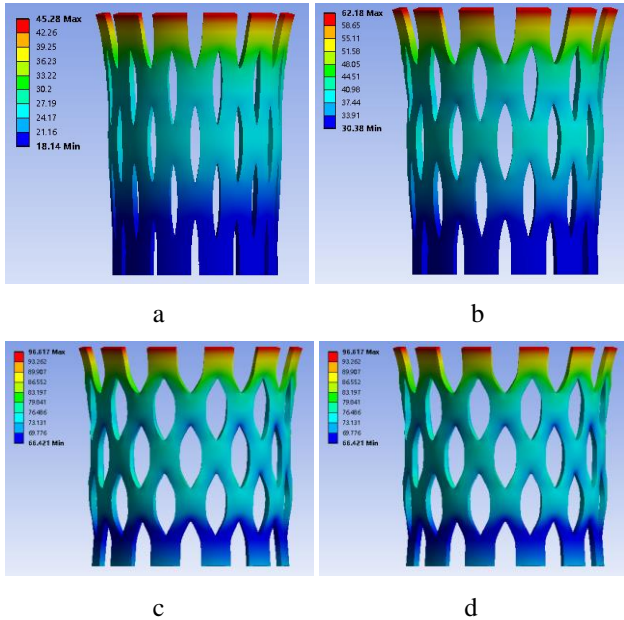 45.28 Max
42.26
39.25
36.23
33.22
30.2
27.19
24.17
21.16
18.14 Min
62.18 Max
58.65
55.11
51.58
48.05
44.51
40.98
37.44
33.91
30.38 Min
a
b
96.617 Max
93.262
89.907
86.552
83.197
79.841
76.486
73.131
69.776
66.421 Min
96.617 Max
93.262
89.907
86.552
83.197
79.841
76.486
73.131
69.776
66.421 Min
c
d